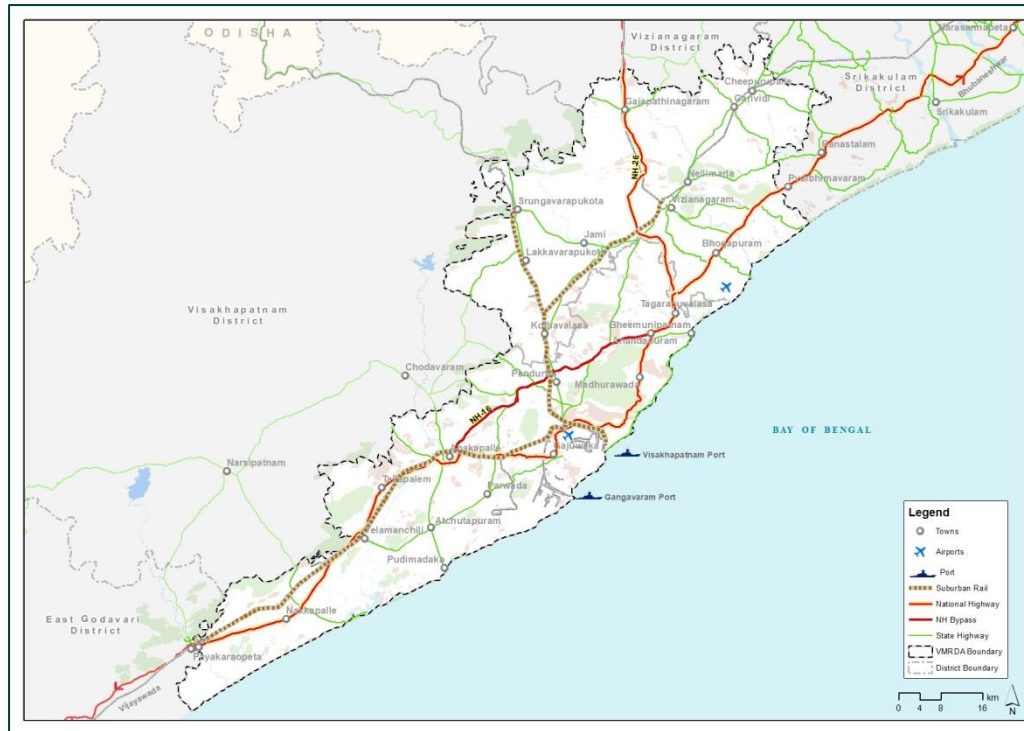 ODISHA
Vizianagaram
District
Narasannapeta
Bhubaneshwar
Srikakulam
District
Cheepurupalle
Garividi
Gajapathinagaram
Srikakulam
Ranastalam
NH-26
Nellimarla
Pusibhimavaram
Srungavarapukota
Vizianagaram
Jami
Lakkavarapukota
Bhogapuram
Visakhapatnam
District
Tagarapuvalasa
Kothavalasa
Bheemunipatnam
Anandapuram
Chodavaram
Pendurthi
Madhurawada
NH-16
BAY OF BENGAL
Anakapalle
Gajuwaka
Visakhapatnam Port
Narsipatnam
Tallapalem
Parwada
Gangavaram Port
Atchutapuram
Yelamanchili
Pudimadaka
East Godavari
District
Nakkapalle
Payakaraopeta
Vijayawada
Legend
Towns
Airports
Port
Suburban Rail
National Highway
NH Bypass
State Highway
VMRDA Boundary
District Boundary
km
0 4 8 16
N